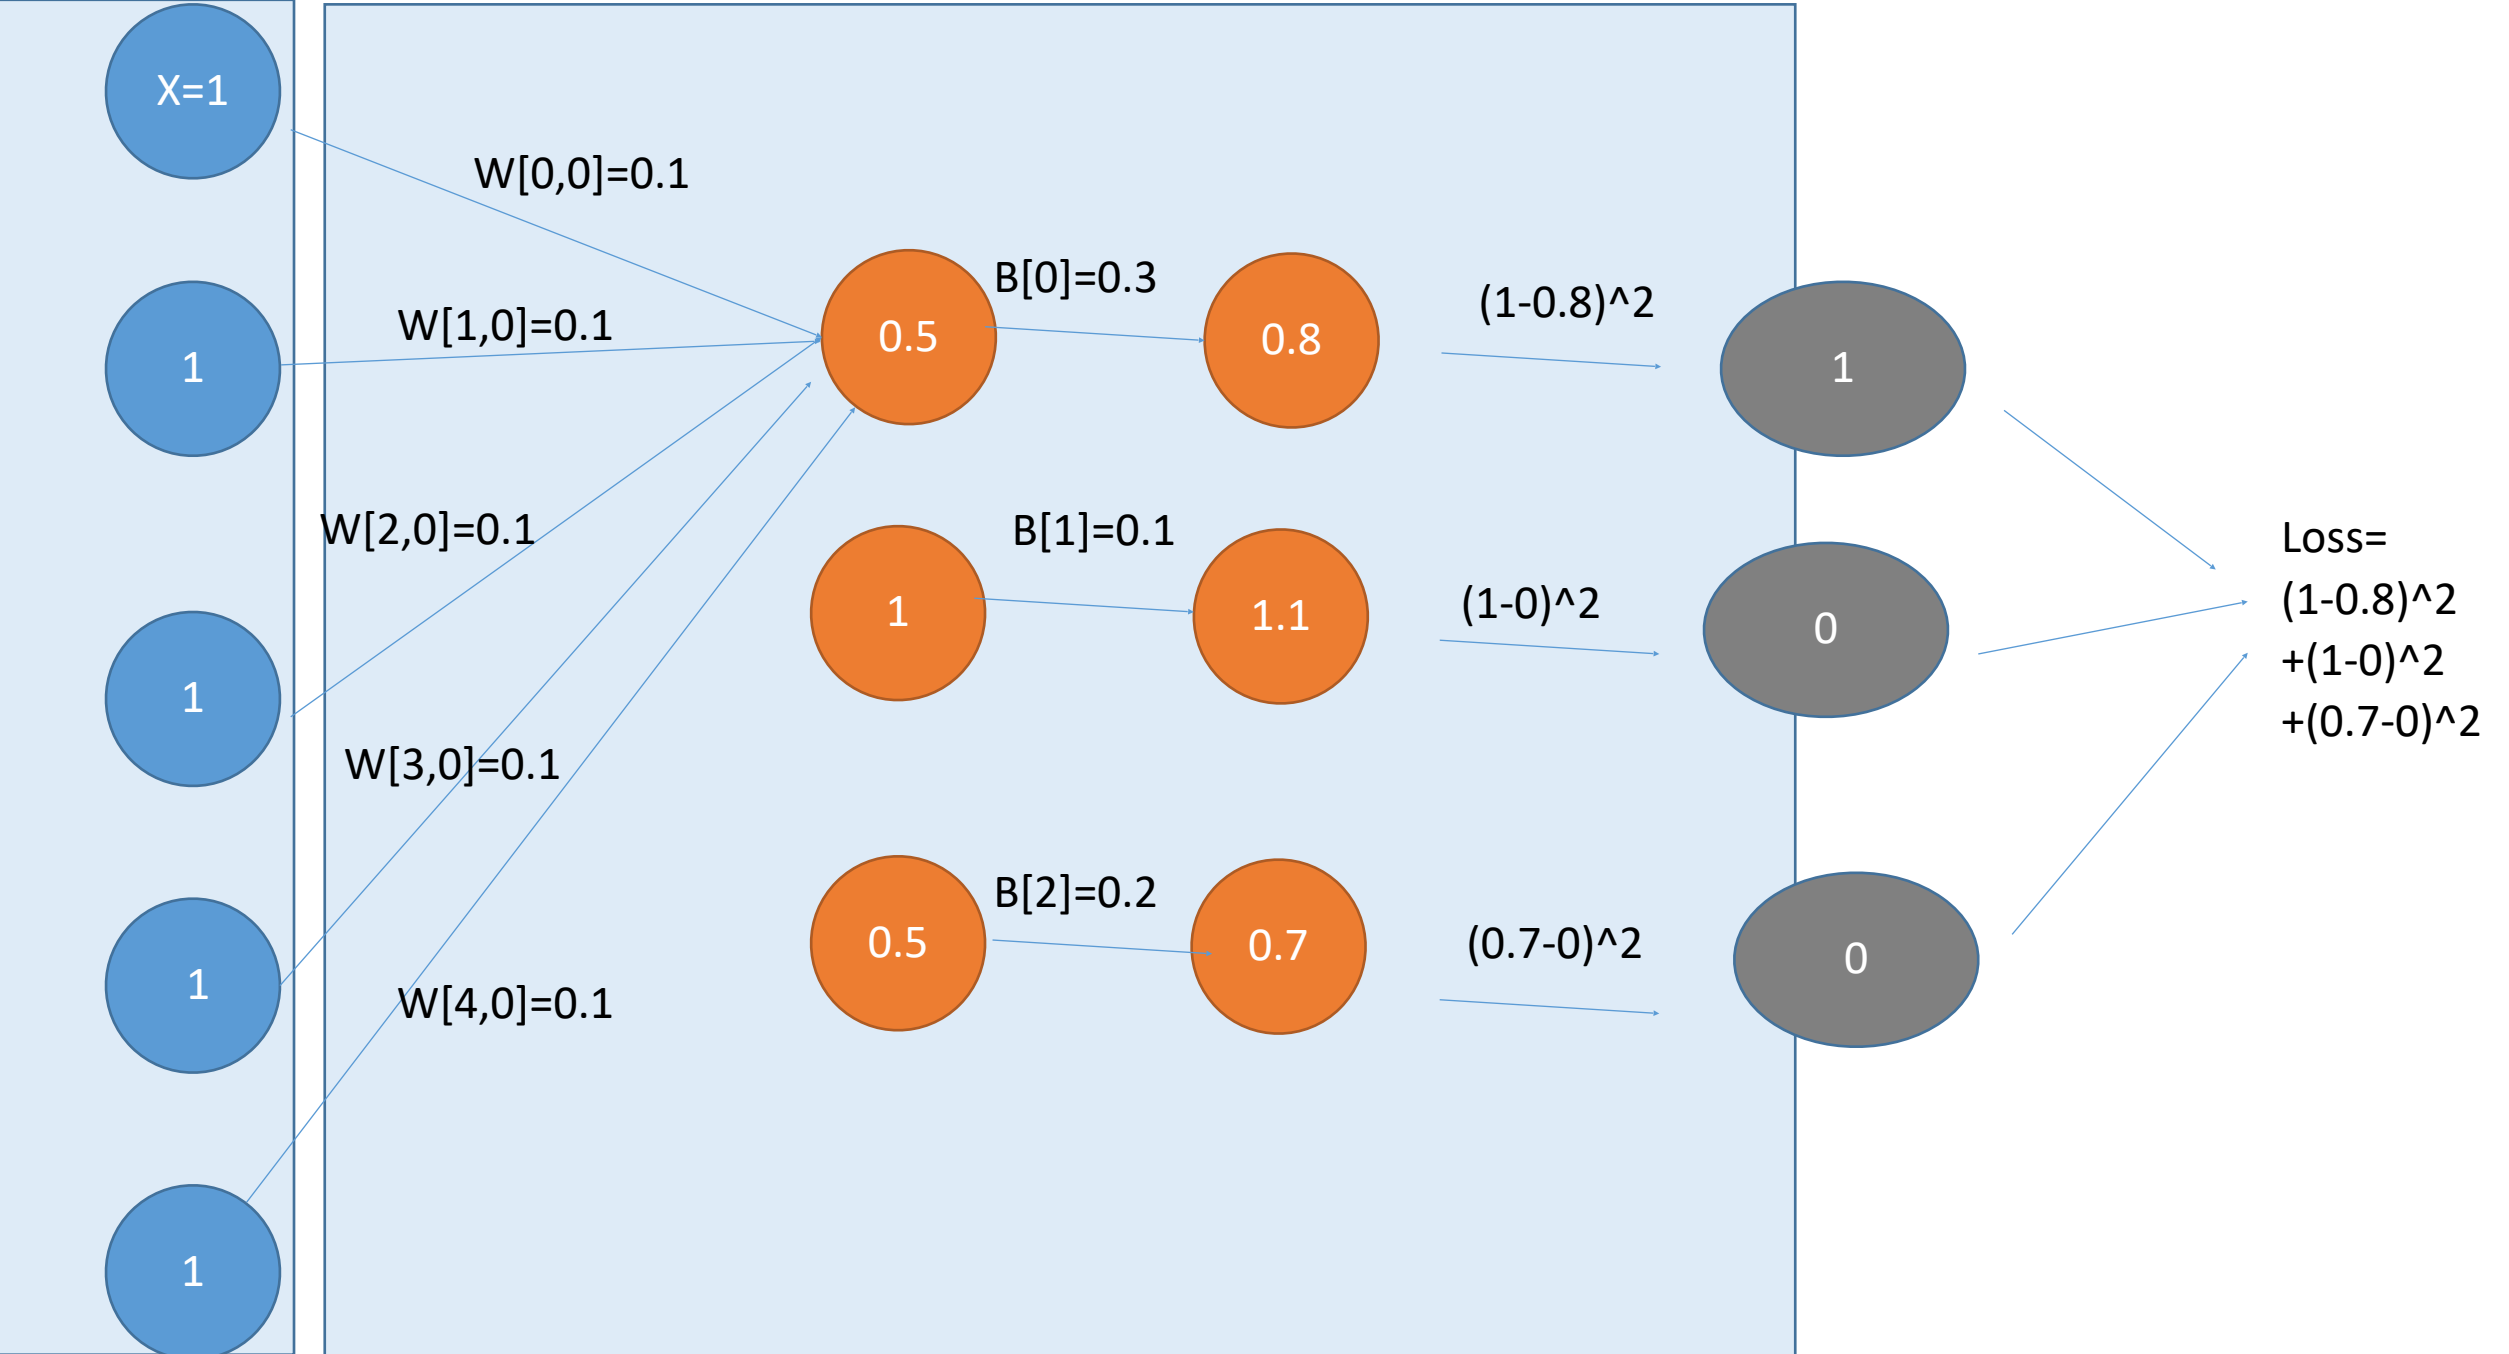 X=1
W[0,0]=0.1
B[0]=0.3
(1-0.8)^2
W[1,0]=0.1
0.5
0.8
1
1
W[2,0]=0.1
B[1]=0.1
Loss=
(1-0.8)^2
+(1-0)^2
+(0.7-0)^2
(1-0)^2
1
1.1
0
1
W[3,0]=0.1
B[2]=0.2
0.5
0.7
(0.7-0)^2
0
1
W[4,0]=0.1
1